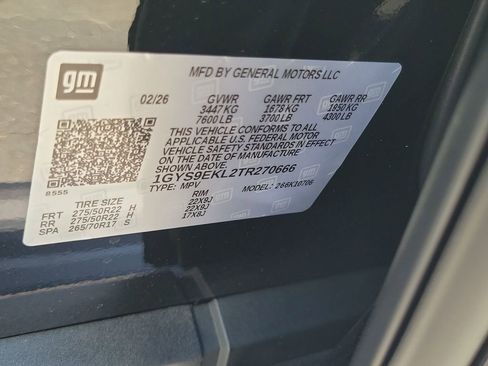 gm
MFD BY GENERAL MOTORS LLC
02/26 GVWR GAWR FRT GAWR RR
3447 KG 1678 KG 1950 KG
7600 LB 3700 LB 4300 LB
THIS VEHICLE CONFORMS TO ALL
APPLICABLE U.S. FEDERAL MOTOR
VEHICLE SAFETY STANDARDS IN EFFECT
ON THE DATE OF MANUFACTURE
SHOWN ABOVE.
1GYS9EKL2TR270666
8555 TYPE: MPV MODEL: 266K10706
TIRE SIZE RIM
FRT 275/50R22 H 22X9J
RR 275/50R22 H 22X9J
SPA 265/70R17 S 17X8J